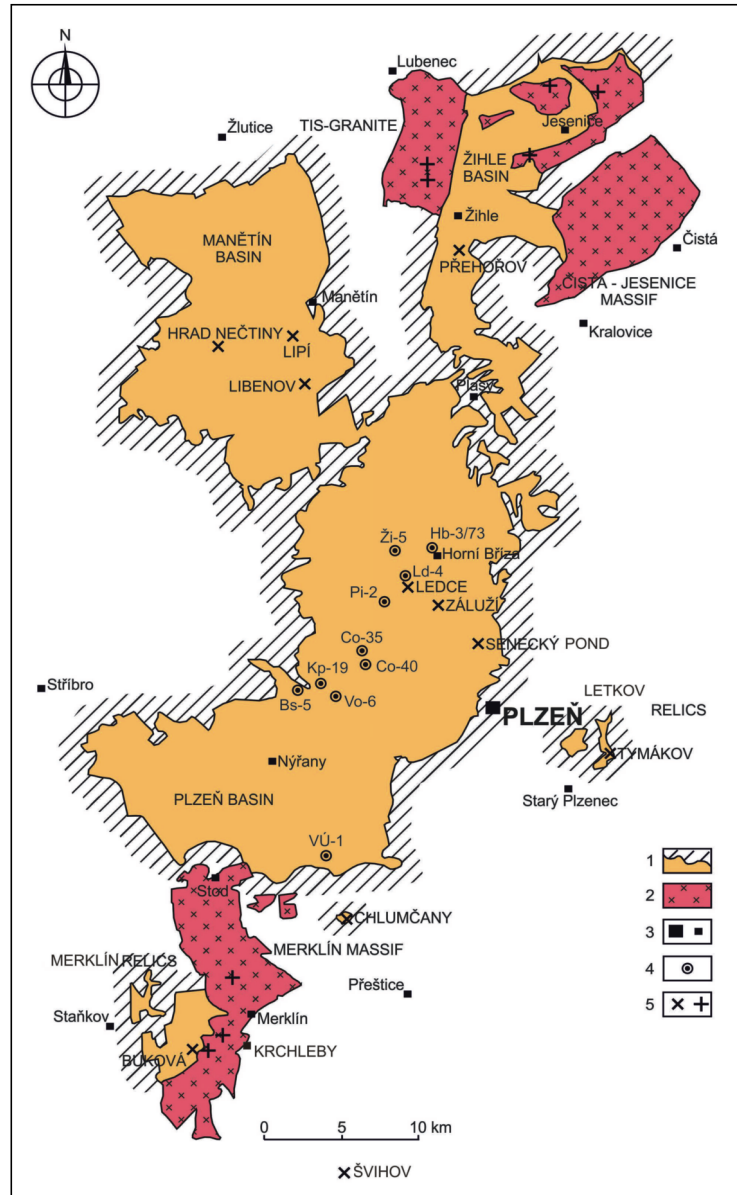 N
Lubenec
Žlutice
TIS-GRANITE
Jesenice
ŽIHLE
BASIN
Žihle
MANĚTÍN
BASIN
Čistá
PŘEHOŘOV
ČISTÁ - JESENICE
MASSIF
Manětín
Kralovice
HRAD NEČTINY
LIPÍ
LIBENOV
Plasy
Ži-5
Hb-3/73
Horní Bříza
Ld-4
LEDCE
Pi-2
ZÁLUŽÍ
Co-35
SENECKÝ POND
Co-40
Kp-19
Stříbro
Bs-5
Vo-6
LETKOV
RELICS
PLZEŇ
TYMÁKOV
Nýřany
Starý Plzenec
PLZEŇ BASIN
VÚ-1
1
Stod
2
CHLUMČANY
3
MERKLÍN MASSIF
MERKLÍN RELICS
4
Přeštice
5
Staňkov
Merklín
BUKOVÁ
KRCHLEBY
0 5 10 km
ŠVIHOV